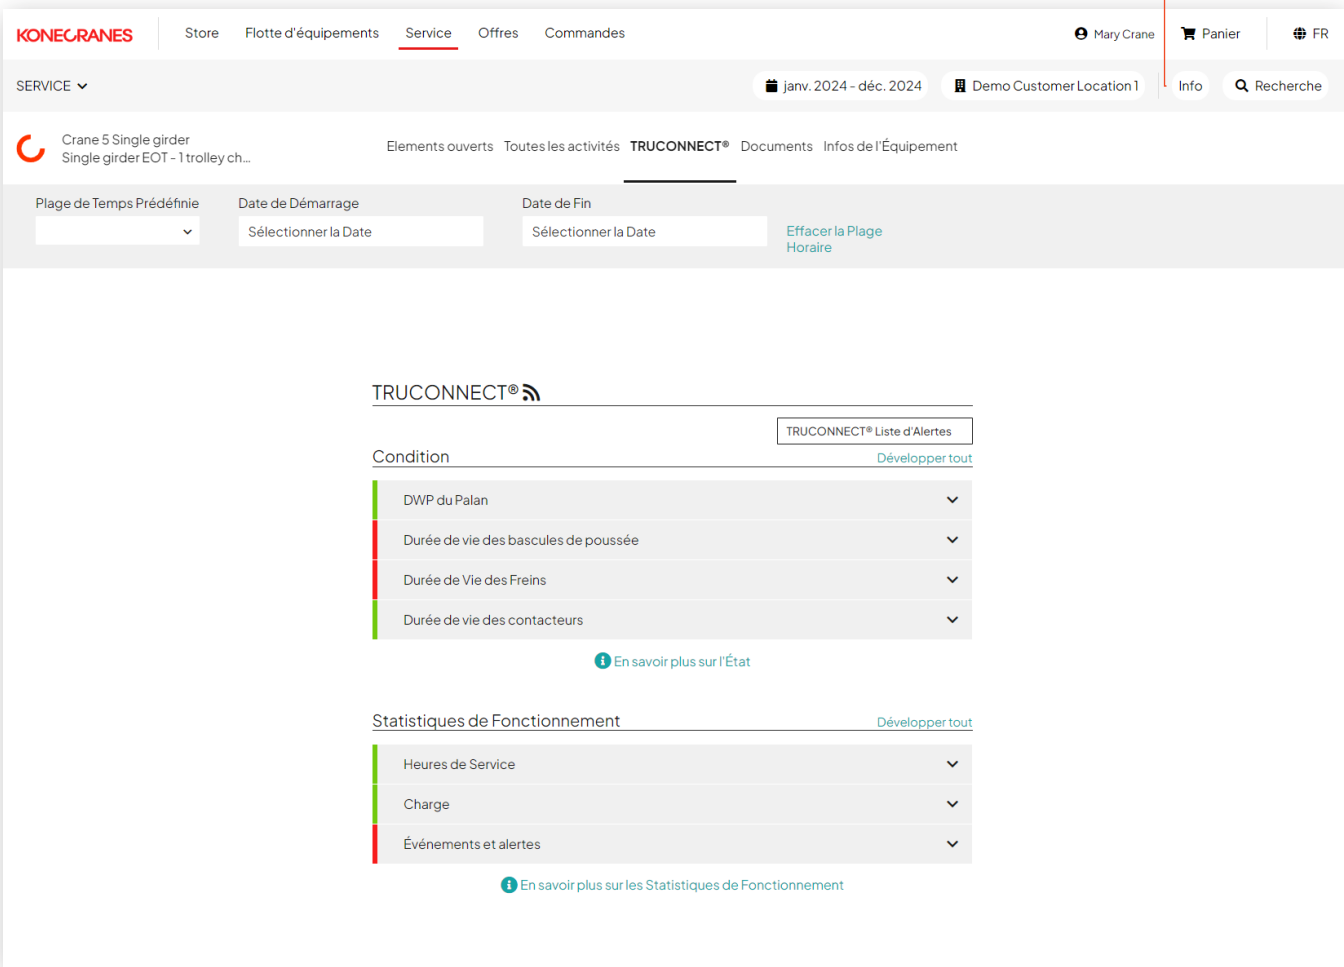 KONECRANES
Store
Flotte d'équipements
Service
Offres
Commandes
Mary Crane
Panier
FR
SERVICE
janv. 2024 - déc. 2024
Demo Customer Location 1
Info
Recherche
Crane 5 Single girder
Single girder EOT - 1 trolley ch...
Elements ouverts
Toutes les activités
TRUCONNECT®
Documents
Infos de l'Équipement
Plage de Temps Prédéfinie
Date de Démarrage
Sélectionner la Date
Date de Fin
Sélectionner la Date
Effacer la Plage
Horaire
TRUCONNECT®
TRUCONNECT® Liste d'Alertes
Condition
Développer tout
DWP du Palan
Durée de vie des bascules de poussée
Durée de Vie des Freins
Durée de vie des contacteurs
En savoir plus sur l'État
Statistiques de Fonctionnement
Développer tout
Heures de Service
Charge
Événements et alertes
En savoir plus sur les Statistiques de Fonctionnement